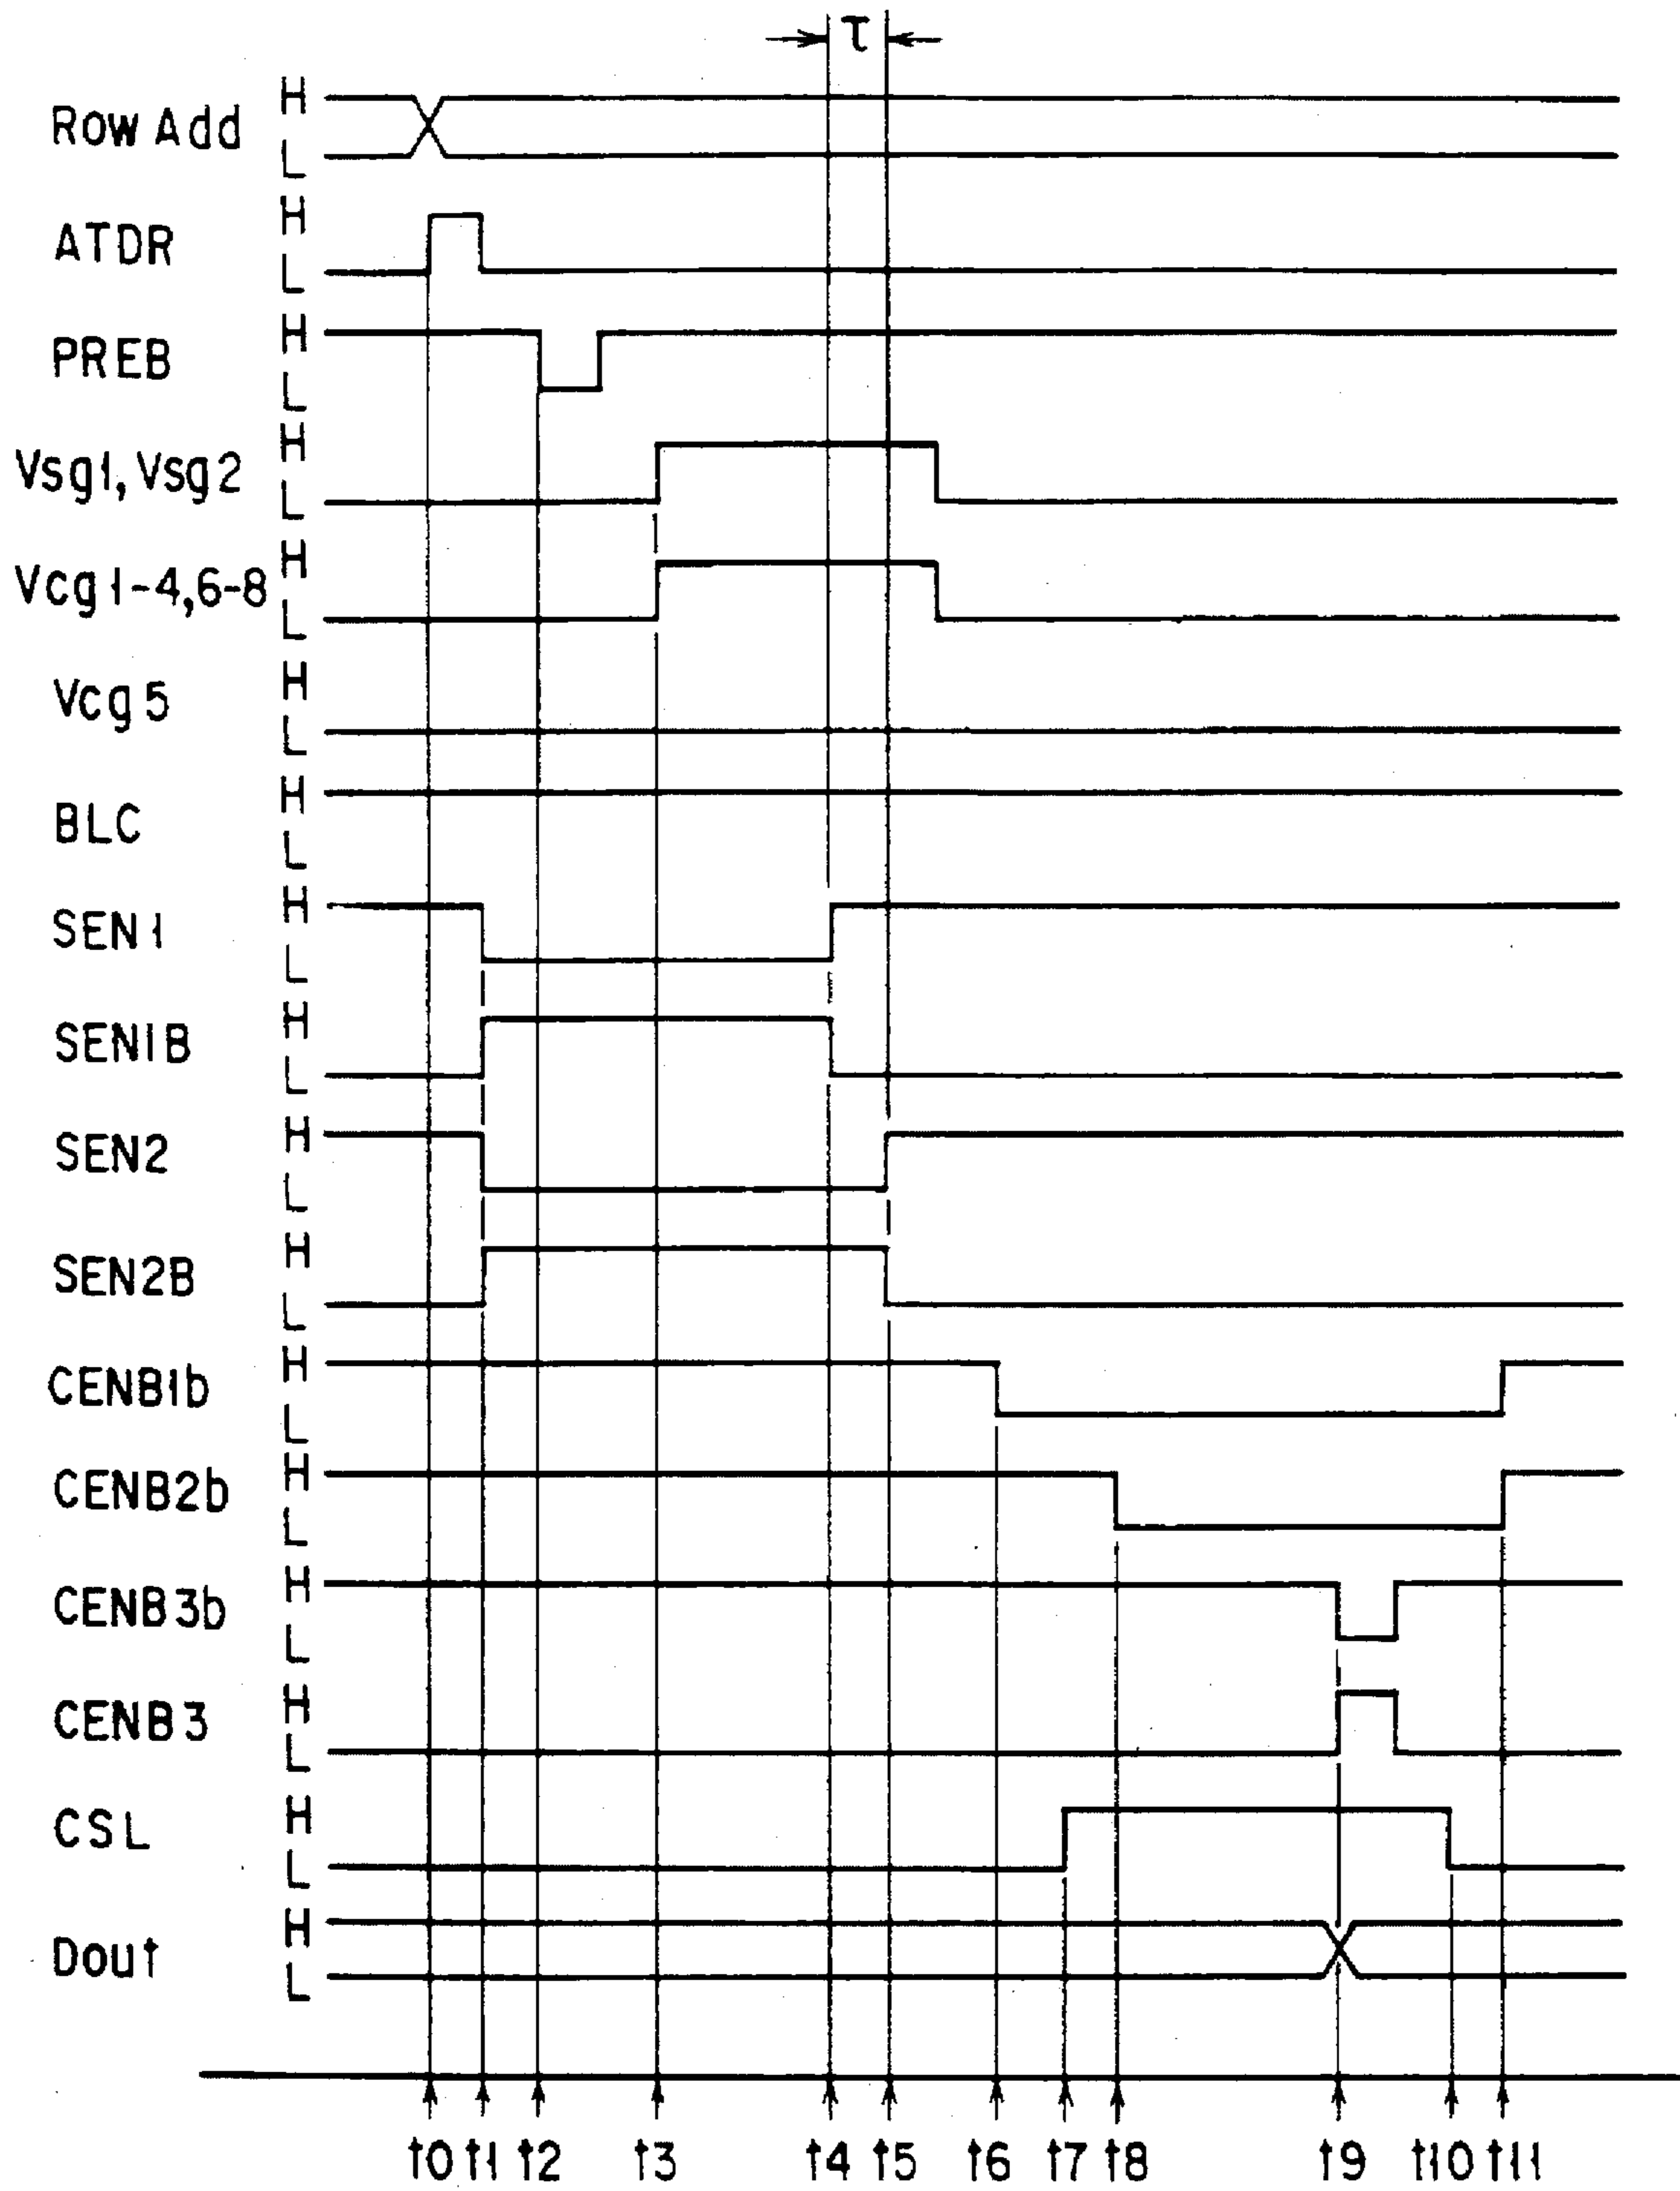 τ
Row Add H
L
ATDR H
L
PREB H
L
Vsg1, Vsg2 H
L
Vcg1-4,6-8 H
L
Vcg5 H
L
BLC H
L
SEN1 H
L
SEN1B H
L
SEN2 H
L
SEN2B H
L
CENB1b H
L
CENB2b H
L
CENB3b H
L
CENB3 H
L
CSL H
L
Dout H
L
t0 t1 t2 t3 t4 t5 t6 t7 t8 t9 t10 t11